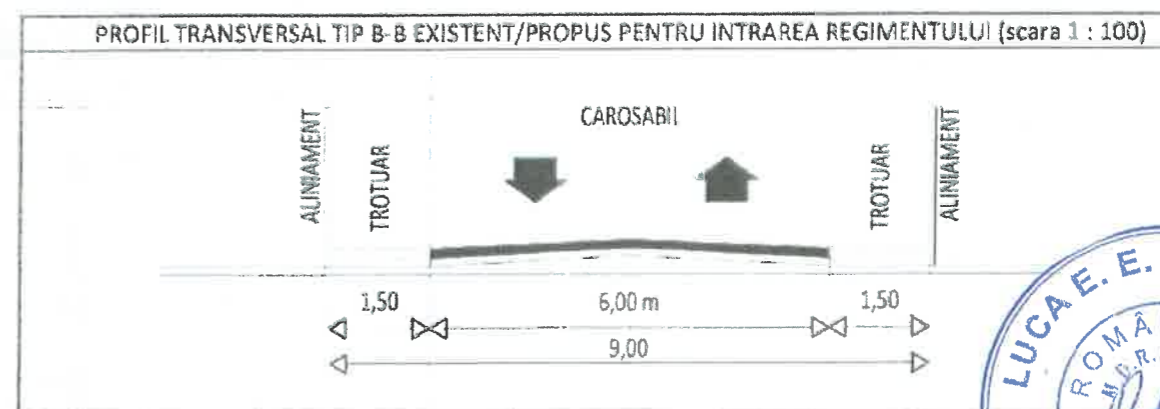 PROFIL TRANSVERSAL TIP B-B EXISTENT/PROPUS PENTRU INTRAREA REGIMENTULUI (scara 1 : 100)
CAROSABIL
ALINIAMENT
TROTUAR
TROTUAR
ALINIAMENT
1,50
6,00 m
1,50
9,00
LUCA E. E.
ROMÂ